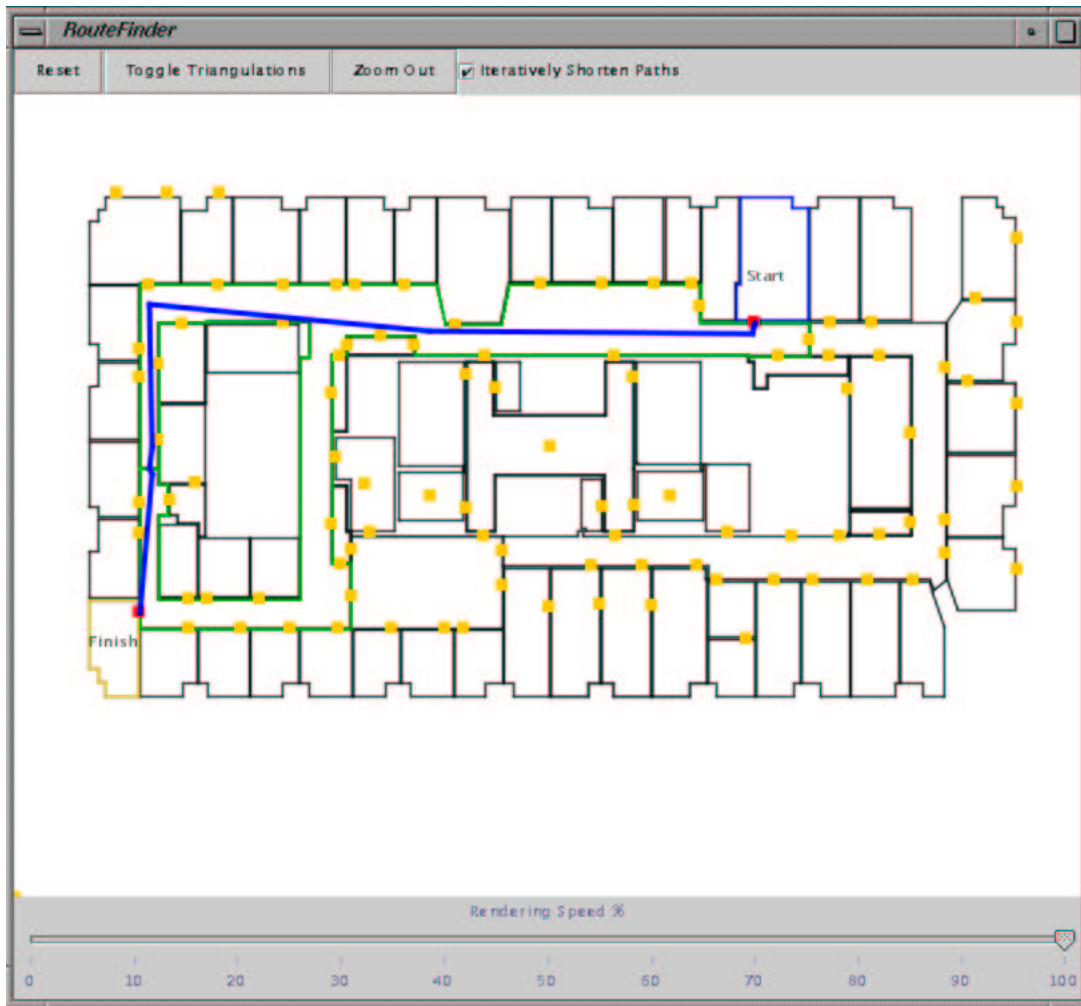 RouteFinder
Reset Toggle Triangulations Zoom Out Iteratively Shorten Paths
Start
Finish
Rendering Speed %
0 10 20 30 40 50 60 70 80 90 100